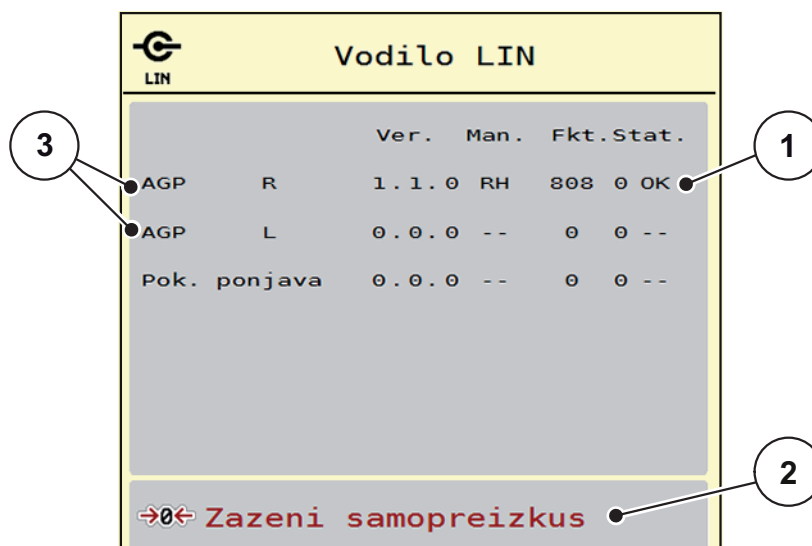 LIN
Vodilo LIN
Ver. Man. Fkt. Stat.
3
1
AGP R 1.1.0 RH 808 0 OK
AGP L 0.0.0 -- 0 0 --
Pok. ponjava 0.0.0 -- 0 0 --
2
→0← Zazeni samopreizkus